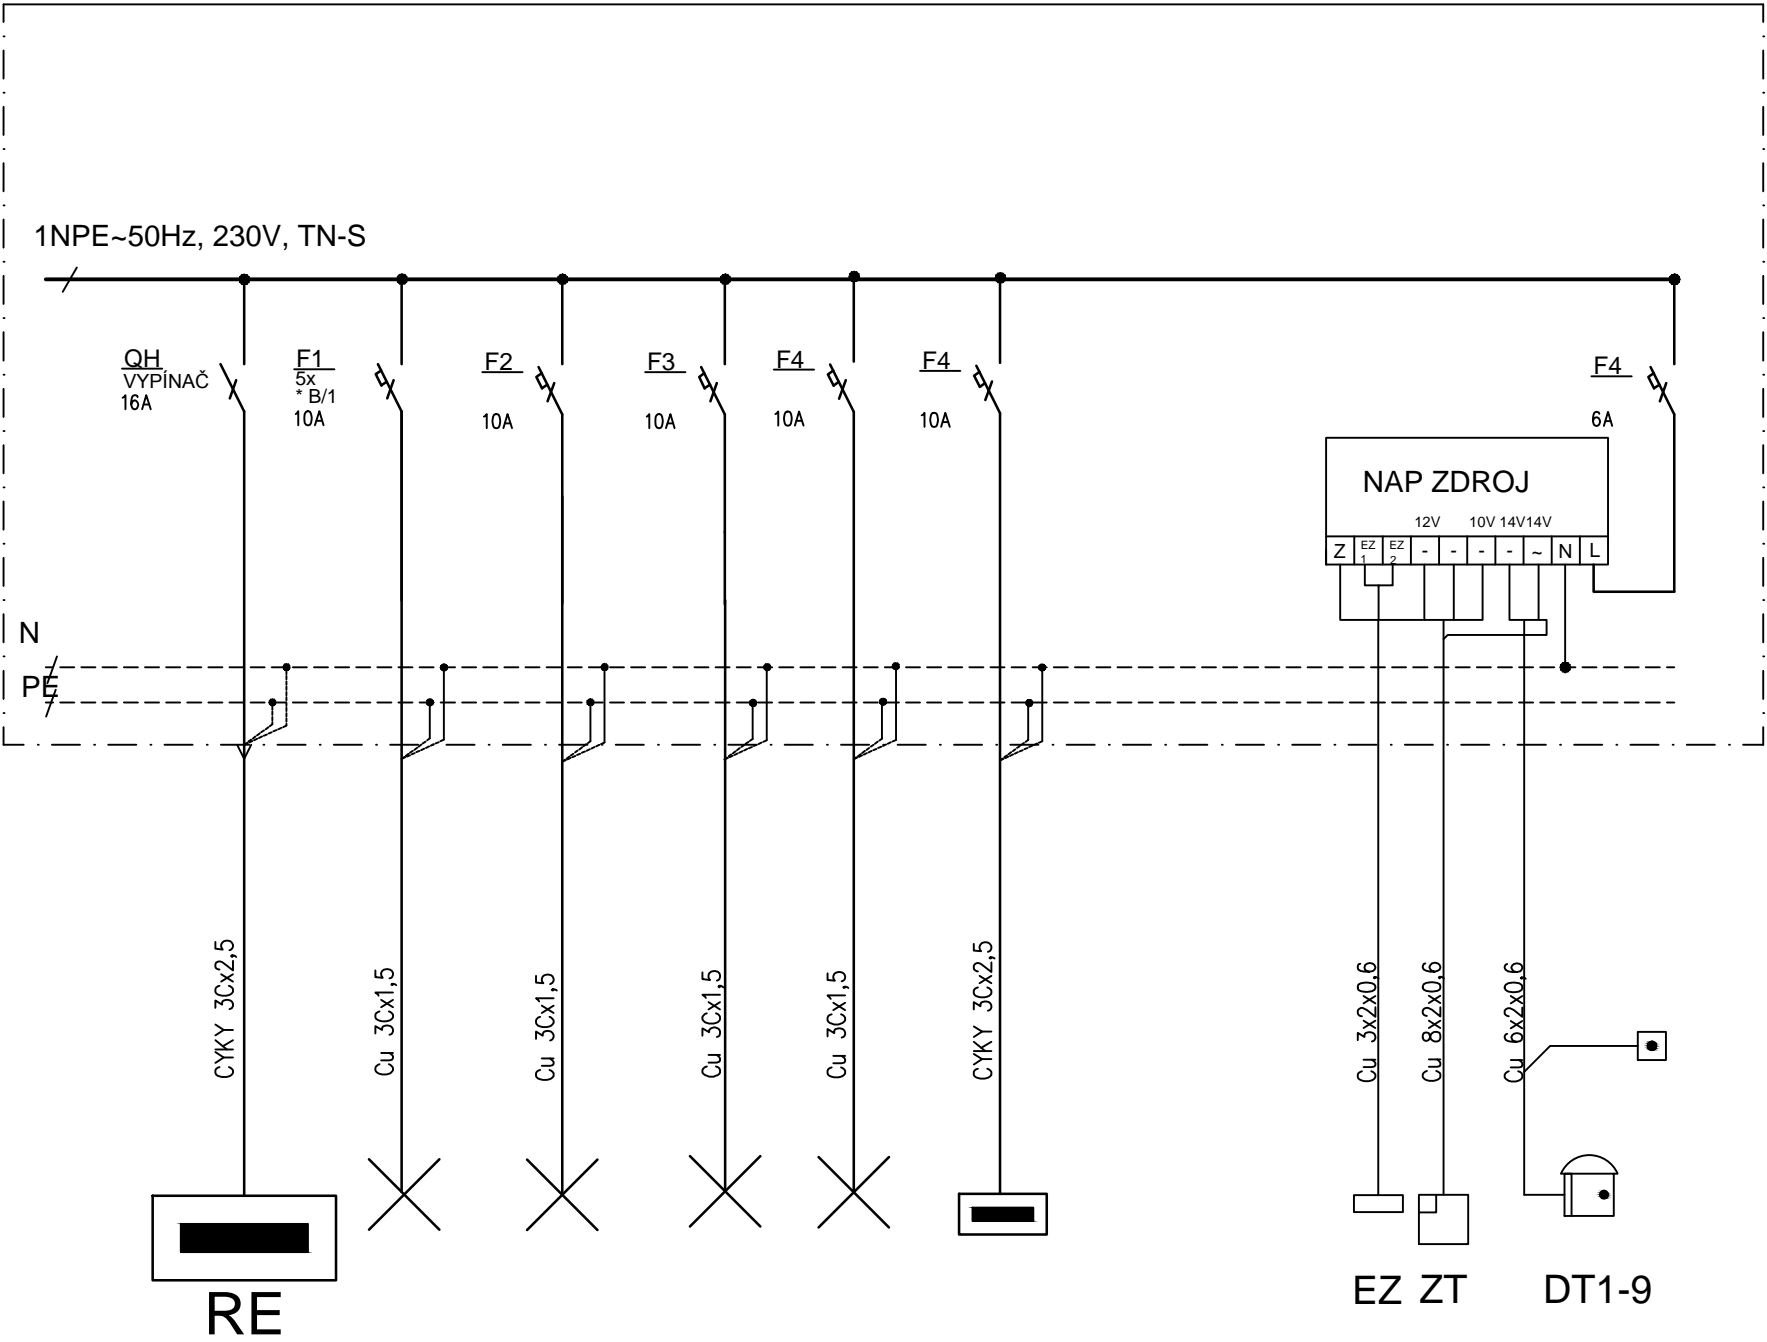 1NPE~50Hz, 230V, TN-S
QH
VYPÍNAČ
16A
F1
5x
* B/1
10A
F2
10A
F3
10A
F4
10A
F4
10A
F4
6A
NAP ZDROJ
12V 10V 14V 14V
Z EZ 1 EZ 2 - - - - ~ N L
N
PE
CYKY 3Cx2,5
Cu 3Cx1,5
Cu 3Cx1,5
Cu 3Cx1,5
Cu 3Cx1,5
CYKY 3Cx2,5
Cu 3x2x0,6
Cu 8x2x0,6
Cu 6x2x0,6
RE
EZ ZT DT1-9